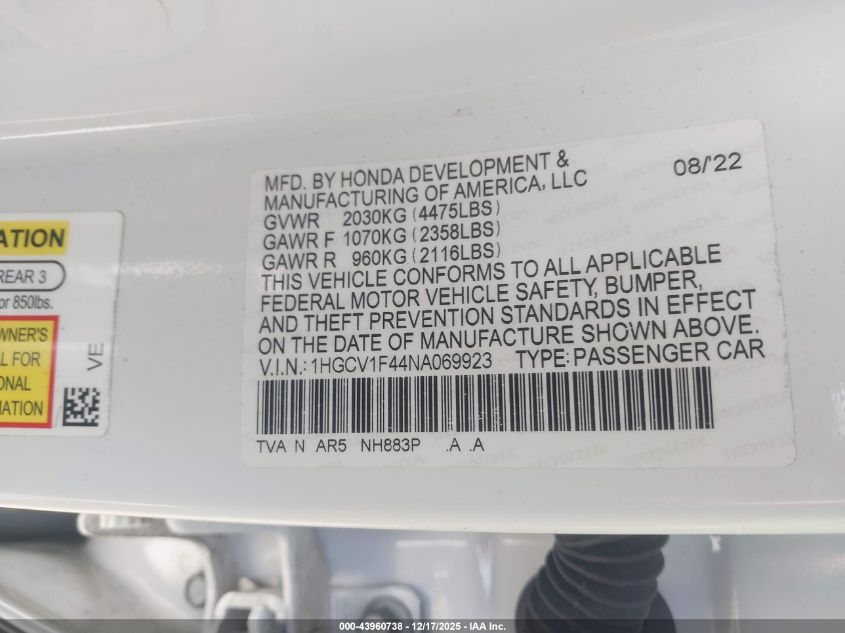 MFD. BY HONDA DEVELOPMENT & 08/'22
MANUFACTURING OF AMERICA, LLC
GVWR 2030KG (4475LBS)
GAWR F 1070KG (2358LBS)
GAWR R 960KG (2116LBS)
THIS VEHICLE CONFORMS TO ALL APPLICABLE
FEDERAL MOTOR VEHICLE SAFETY, BUMPER,
AND THEFT PREVENTION STANDARDS IN EFFECT
ON THE DATE OF MANUFACTURE SHOWN ABOVE.
V.I.N.: 1HGCV1F44NA069923 TYPE: PASSENGER CAR
TVA N AR5 NH883P .A .A
ATION
REAR 3
or 850lbs.
WNER'S
AL FOR
IONAL
MATION
VE
000-43960738 - 12/17/2025 - IAA Inc.